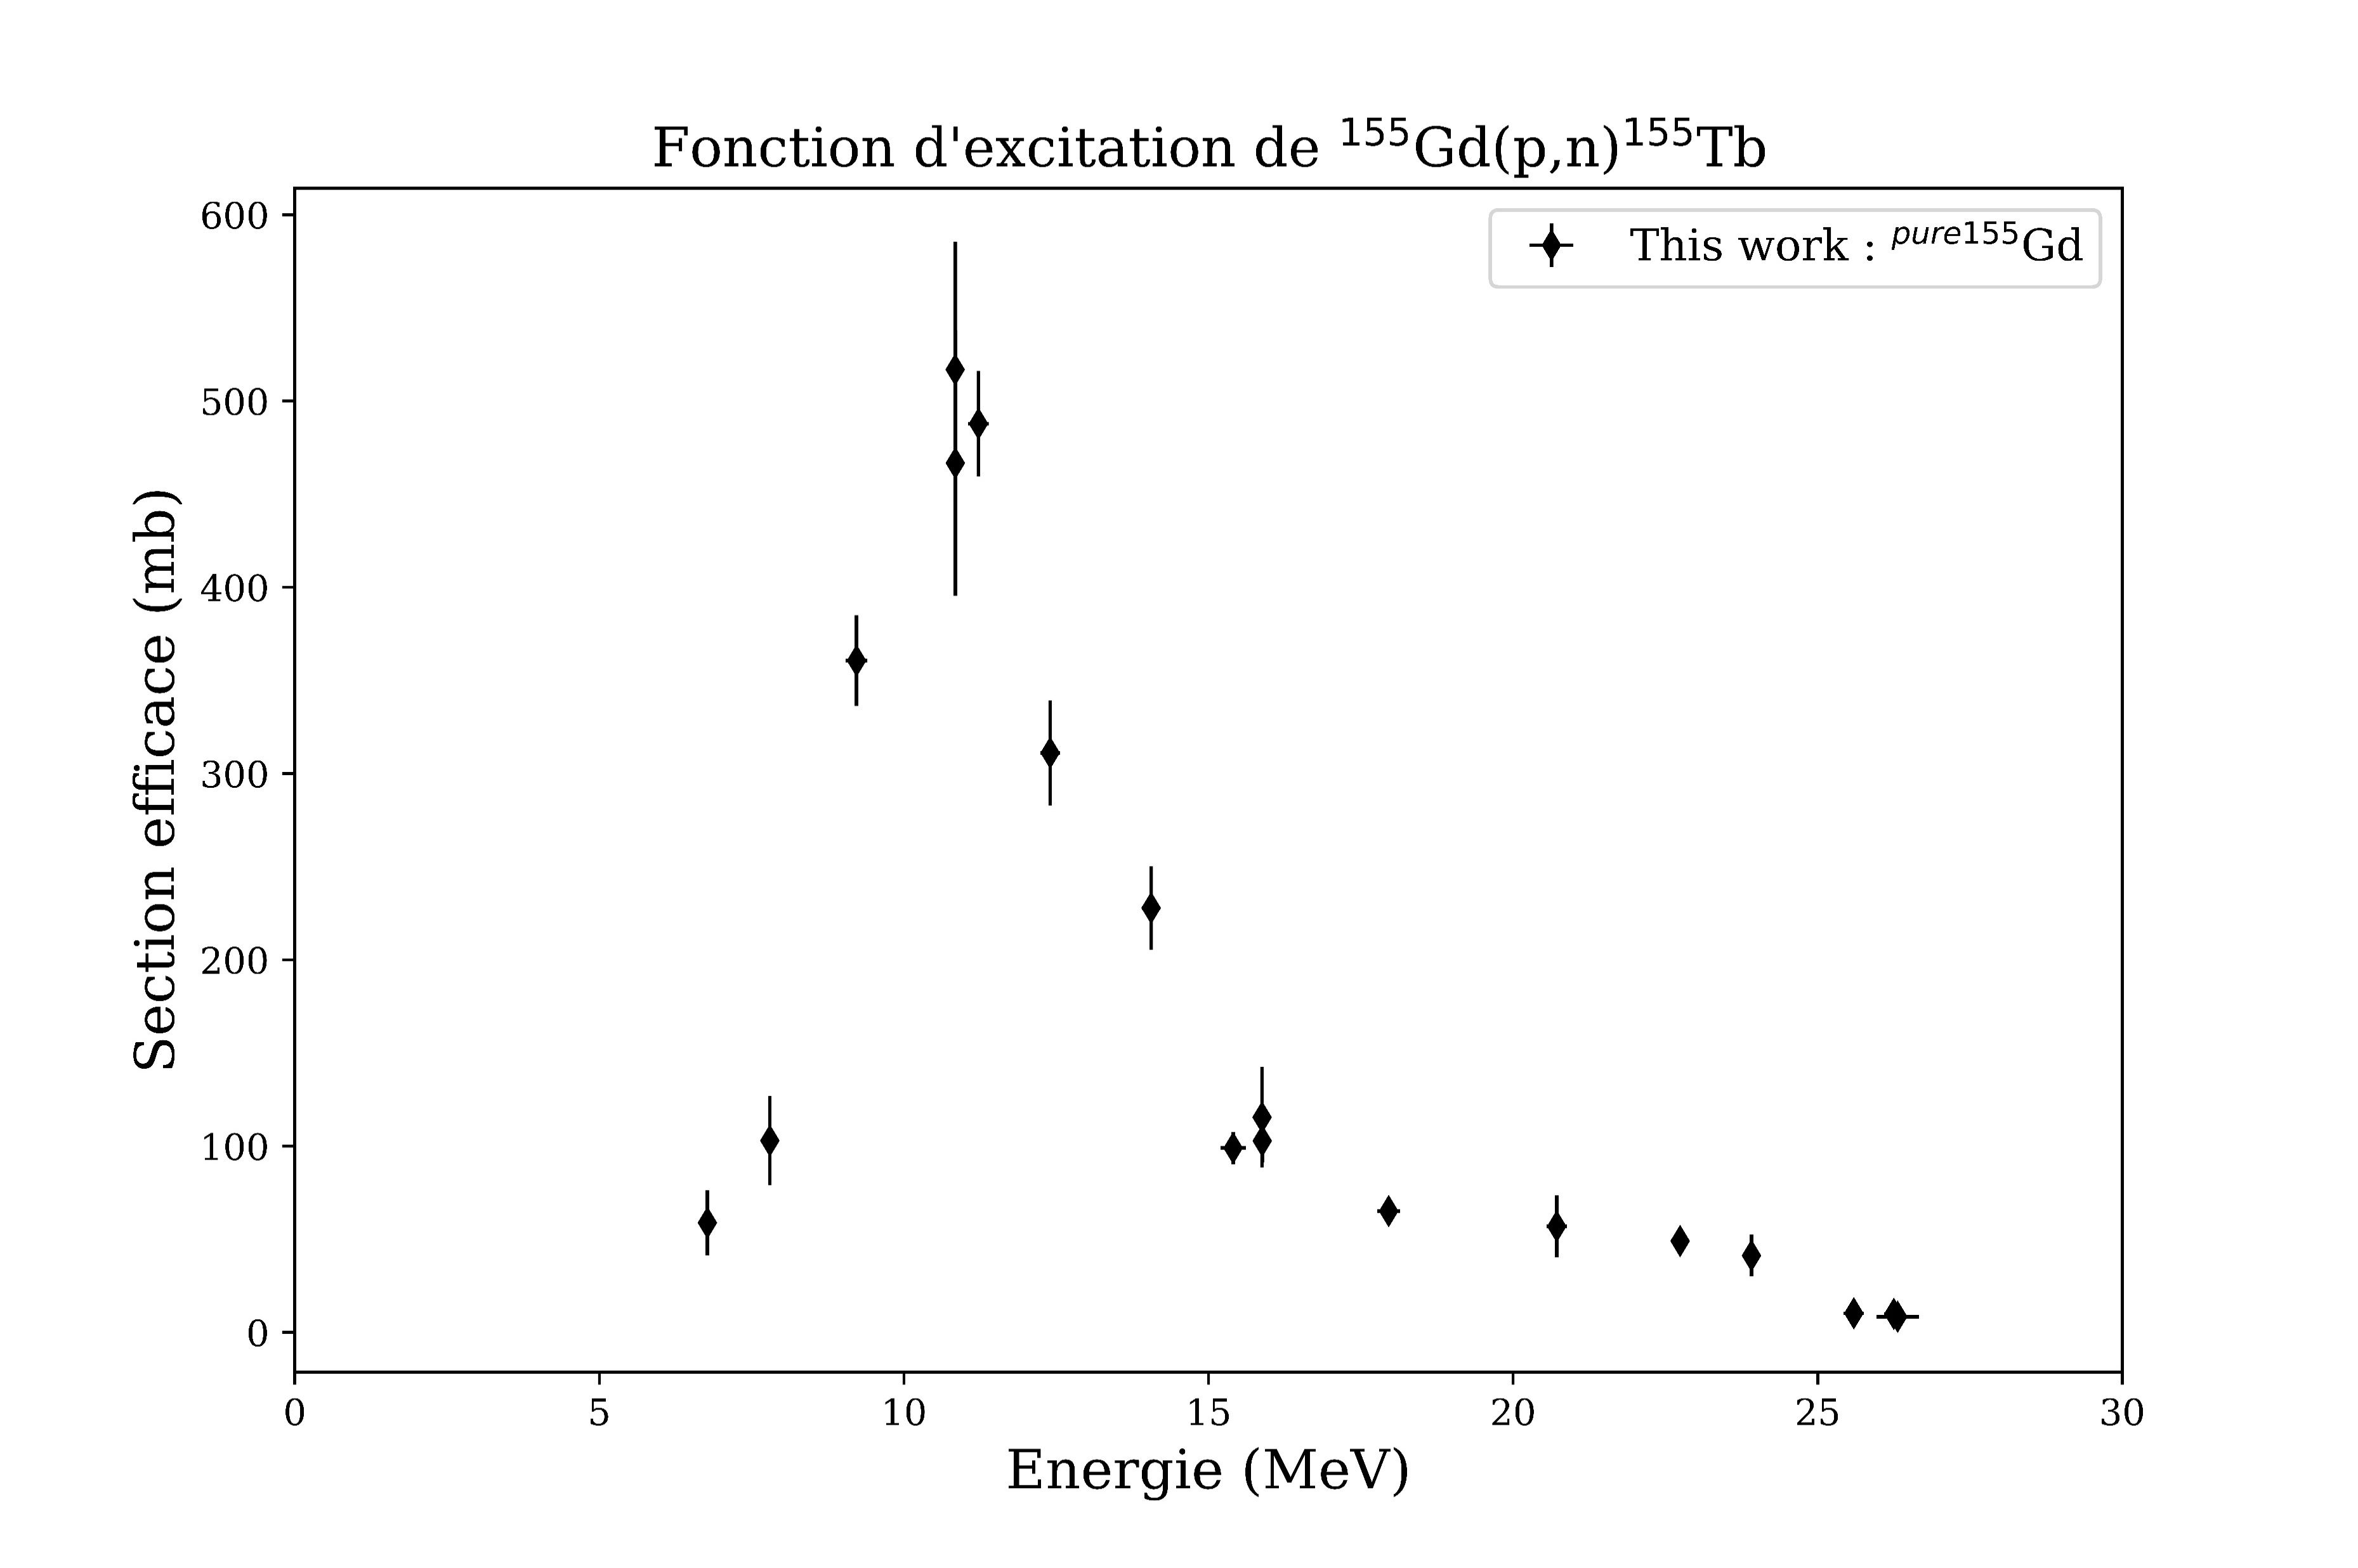 Fonction d'excitation de ¹⁵⁵Gd(p,n)¹⁵⁵Tb
This work : ᵖᵘʳᵉ¹⁵⁵Gd
Section efficace (mb)
600
500
400
300
200
100
0
0 5 10 15 20 25 30
Energie (MeV)